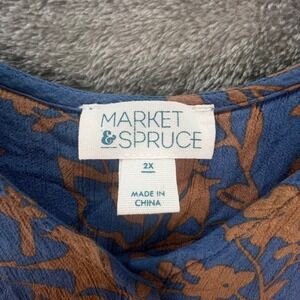 MARKET
& SPRUCE
2X
MADE IN
CHINA